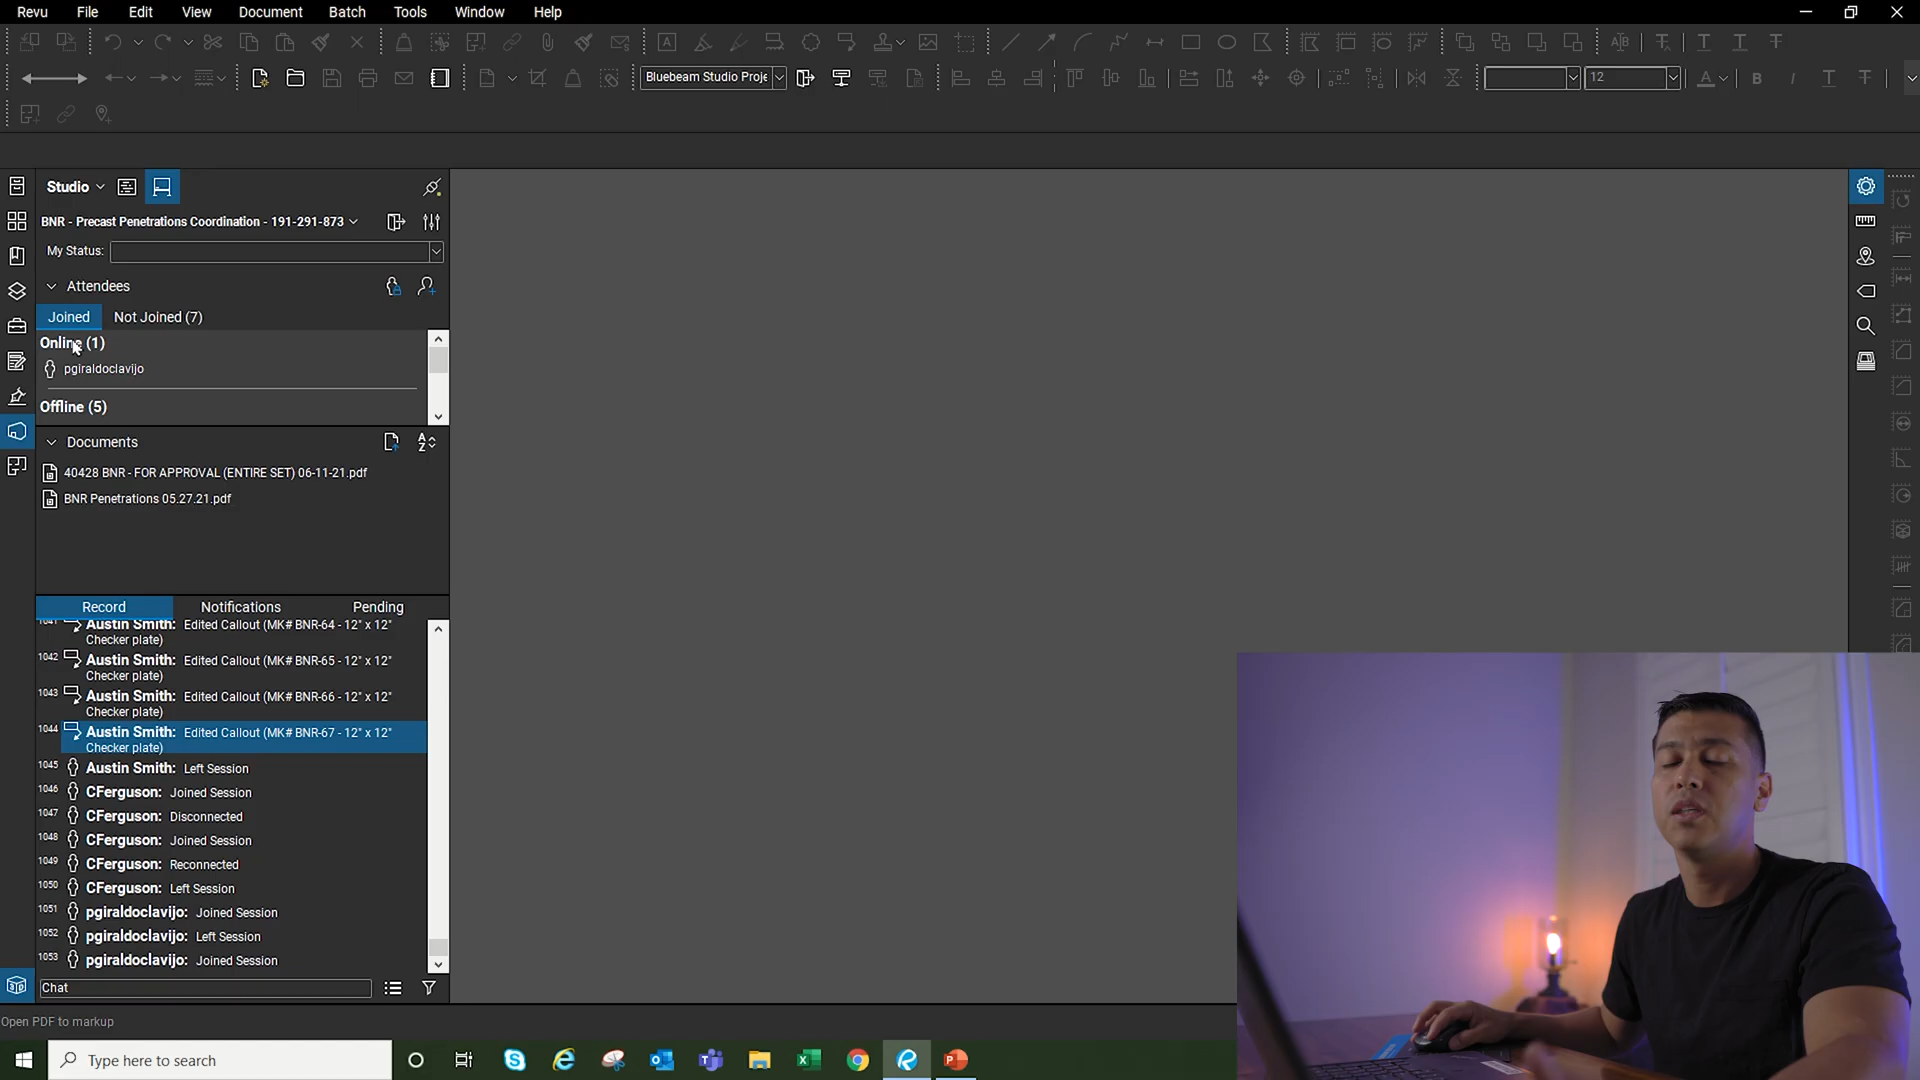 Revu File Edit View Document Batch Tools Window Help
Bluebeam Studio Proje
12
Studio
BNR - Precast Penetrations Coordination - 191-291-873
My Status:
Attendees
Joined Not Joined (7)
Online (1)
pgiraldoclavijo
Offline (5)
Documents
40428 BNR - FOR APPROVAL (ENTIRE SET) 06-11-21.pdf
BNR Penetrations 05.27.21.pdf
Record Notifications Pending
1041 Austin Smith: Edited Callout (MK# BNR-64 - 12" x 12"
Checker plate)
1042 Austin Smith: Edited Callout (MK# BNR-65 - 12" x 12"
Checker plate)
1043 Austin Smith: Edited Callout (MK# BNR-66 - 12" x 12"
Checker plate)
1044 Austin Smith: Edited Callout (MK# BNR-67 - 12" x 12"
Checker plate)
1045 Austin Smith: Left Session
1046 CFerguson: Joined Session
1047 CFerguson: Disconnected
1048 CFerguson: Joined Session
1049 CFerguson: Reconnected
1050 CFerguson: Left Session
1051 pgiraldoclavijo: Joined Session
1052 pgiraldoclavijo: Left Session
1053 pgiraldoclavijo: Joined Session
Chat
Open PDF to markup
Type here to search